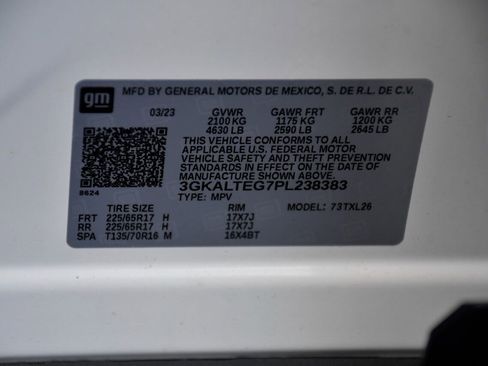 gm MFD BY GENERAL MOTORS DE MEXICO, S. DE R.L. DE C.V.
03/23 GVWR GAWR FRT GAWR RR
2100 KG 1175 KG 1200 KG
4630 LB 2590 LB 2645 LB
THIS VEHICLE CONFORMS TO ALL
APPLICABLE U.S. FEDERAL MOTOR
VEHICLE SAFETY AND THEFT PREVENTION
STANDARDS IN EFFECT ON THE DATE OF
MANUFACTURE SHOWN ABOVE.
3GKALTEG7PL238383
8624
TYPE: MPV MODEL: 73TXL26
TIRE SIZE RIM
FRT 225/65R17 H 17X7J
RR 225/65R17 H 17X7J
SPA T135/70R16 M 16X4BT